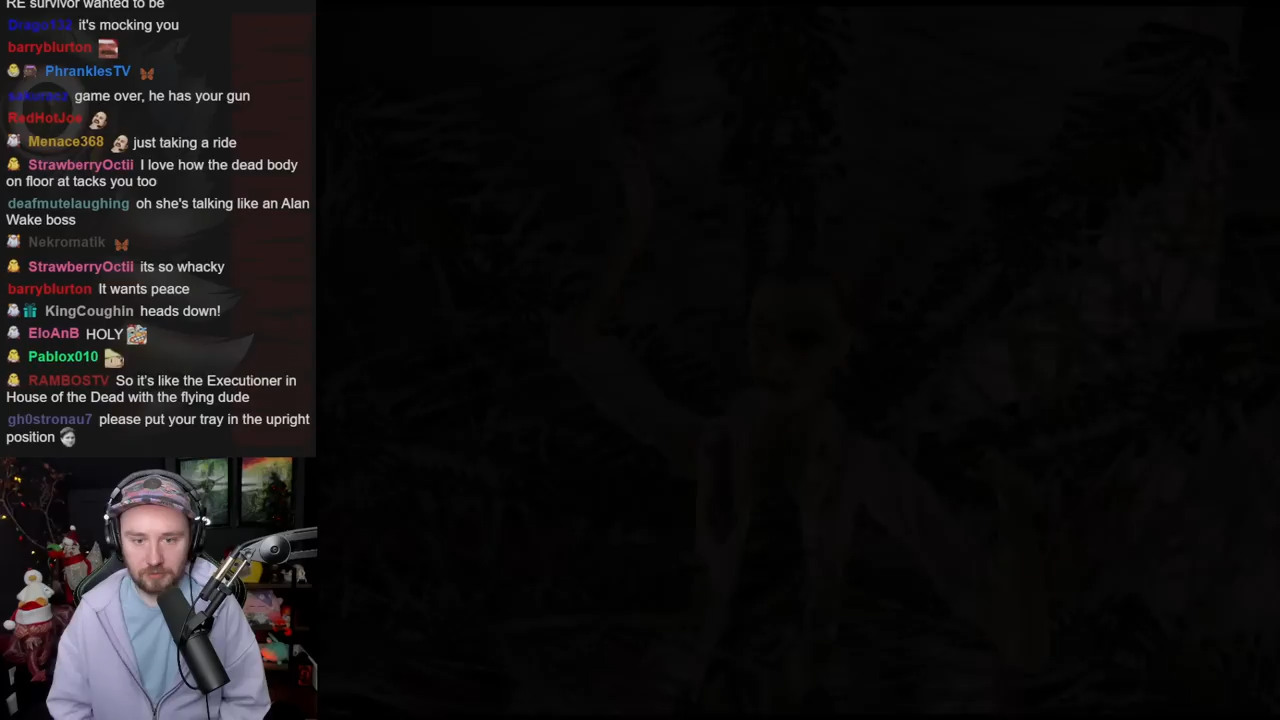 RE survivor wanted to be
Drago132 it's mocking you
barryblurton
PhranklesTV
game over, he has your gun
RedHotJoe
Menace368 just taking a ride
StrawberryOctii I love how the dead body
on floor at tacks you too
deafmutelaughing oh she's talking like an Alan
Wake boss
Nekromatik
StrawberryOctii its so whacky
barryblurton It wants peace
KingCoughin heads down!
EloAnB HOLY
Pablox010
RAMBOSTV So it's like the Executioner in
House of the Dead with the flying dude
gh0stronau7 please put your tray in the upright
position